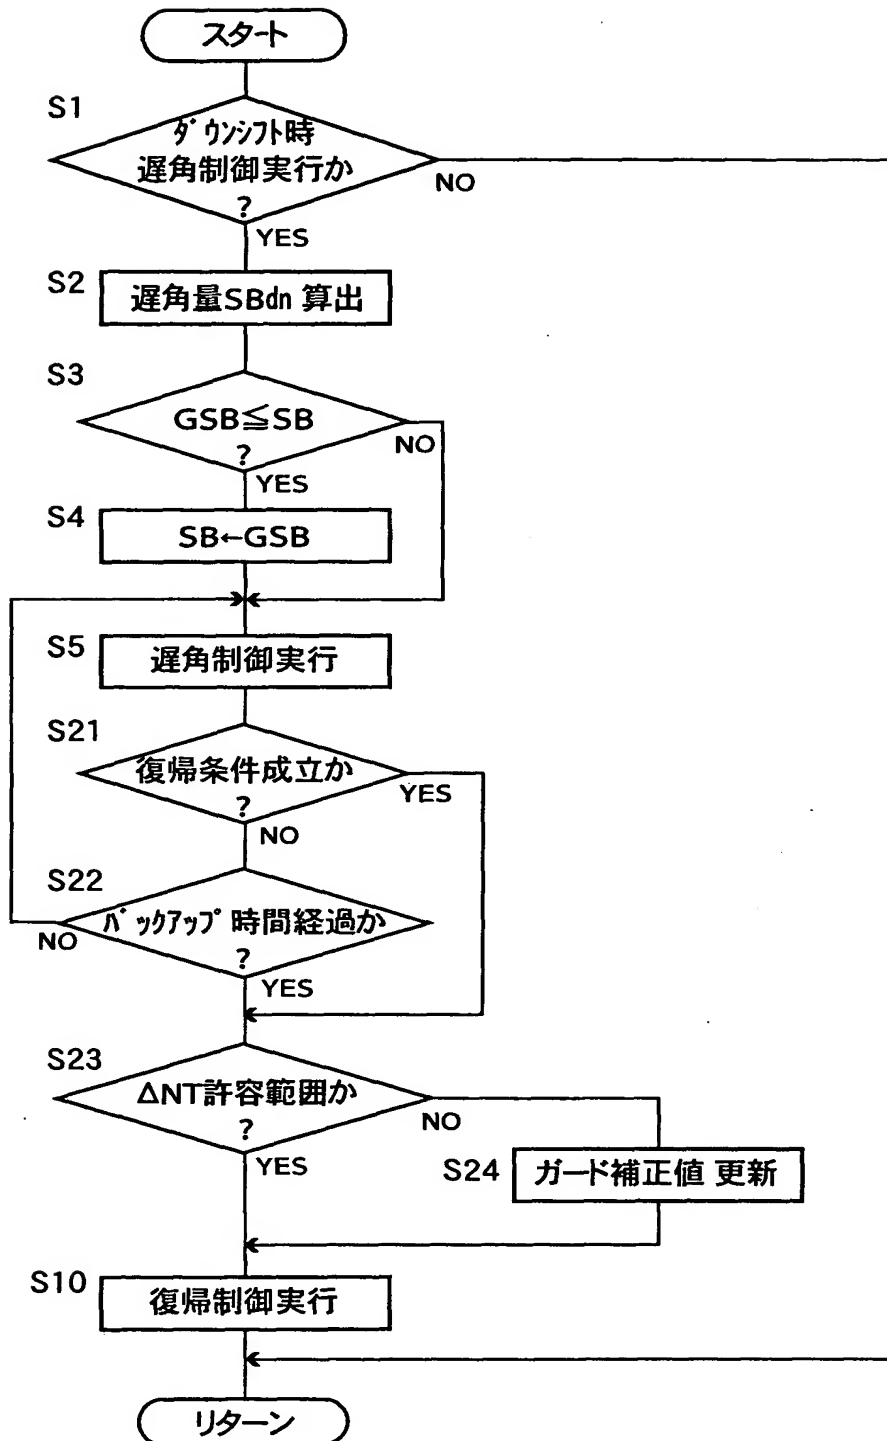 スタート
S1
ダウンシフト時
遅角制御実行か
?
NO
YES
S2
遅角量SBdn 算出
S3
GSB≦SB
?
NO
YES
S4
SB←GSB
S5
遅角制御実行
S21
復帰条件成立か
?
YES
NO
S22
バックアップ 時間経過か
?
NO
YES
S23
ΔNT許容範囲か
?
NO
YES
S24
ガード補正値 更新
S10
復帰制御実行
リターン